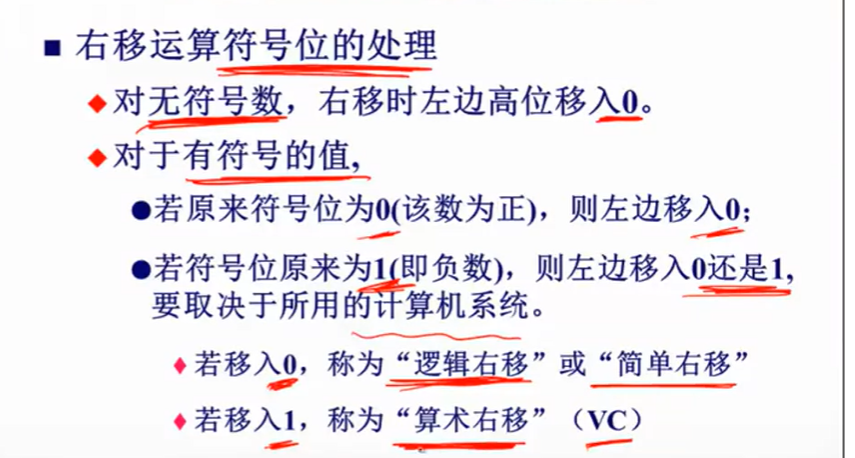 右移运算符号位的处理
对无符号数，右移时左边高位移入0。
对于有符号的值,
若原来符号位为0(该数为正)，则左边移入0;
若符号位原来为1(即负数)，则左边移入0还是1,
要取决于所用的计算机系统。
若移入0，称为“逻辑右移”或“简单右移”
若移入1，称为“算术右移”（VC）